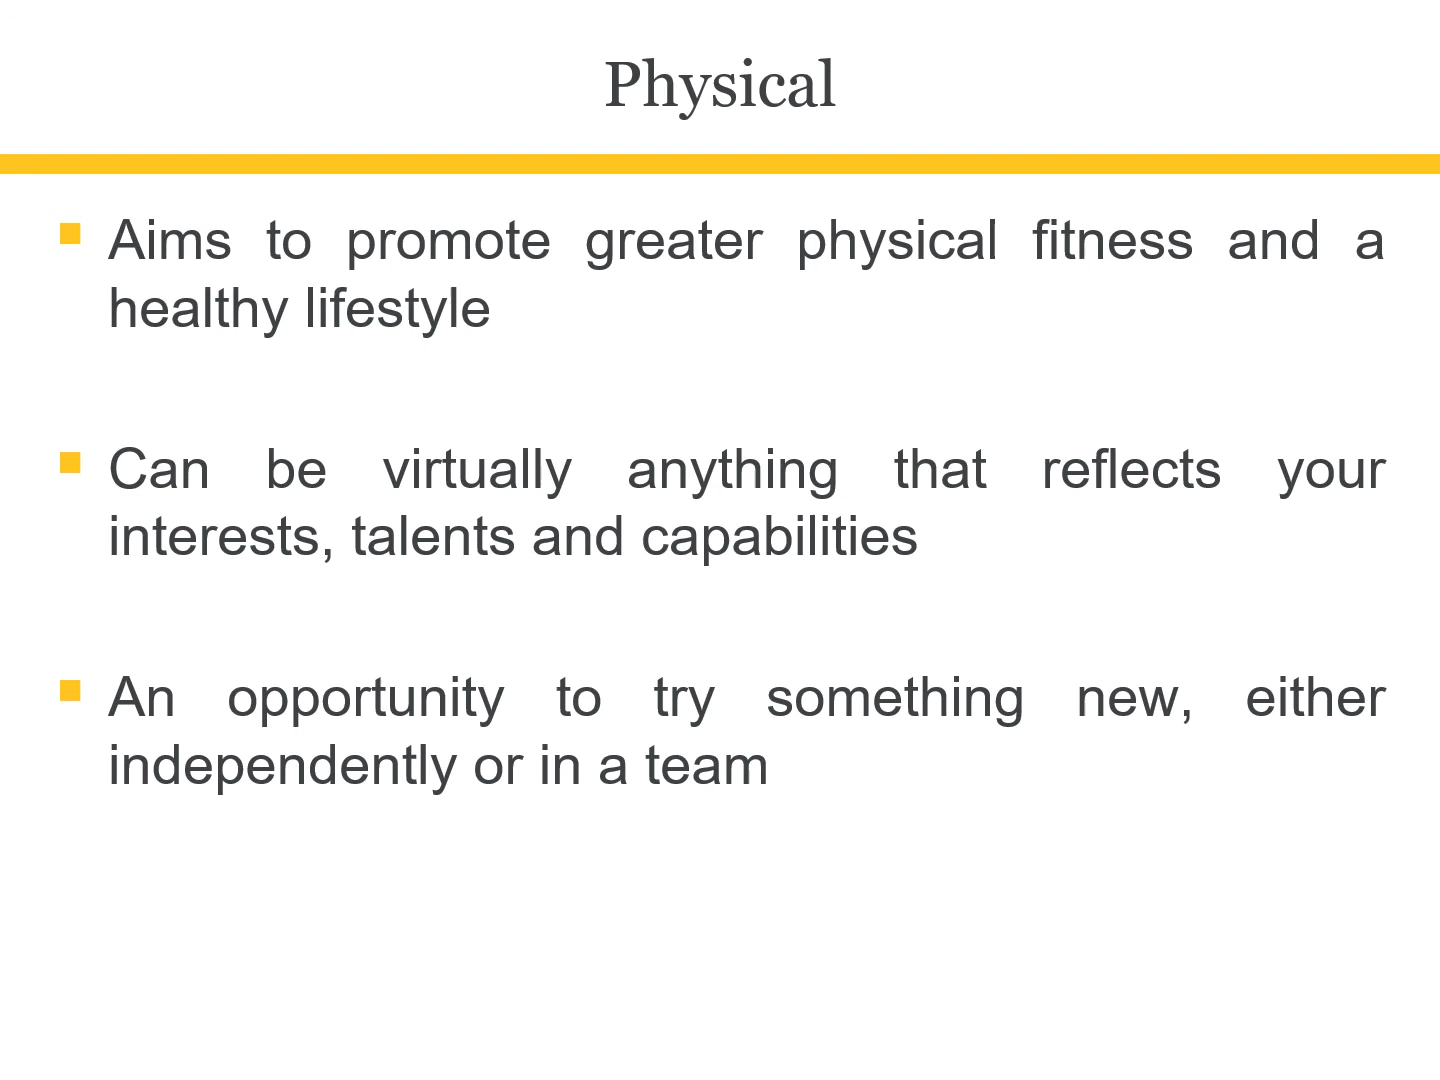 Physical
Aims to promote greater physical fitness and a
healthy lifestyle
Can be virtually anything that reflects your
interests, talents and capabilities
An opportunity to try something new, either
independently or in a team